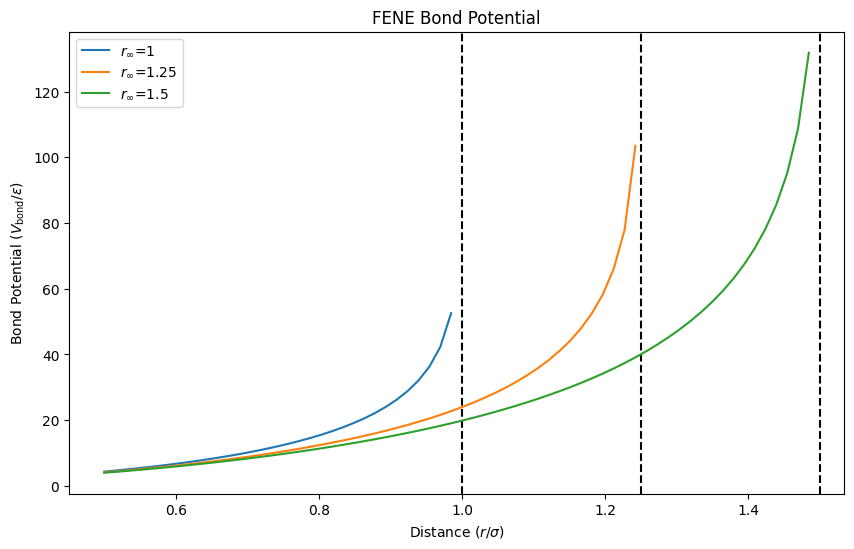 FENE Bond Potential
r∞=1
r∞=1.25
r∞=1.5
Bond Potential (V_bond/ε)
120
100
80
60
40
20
0
0.6 0.8 1.0 1.2 1.4
Distance (r/σ)